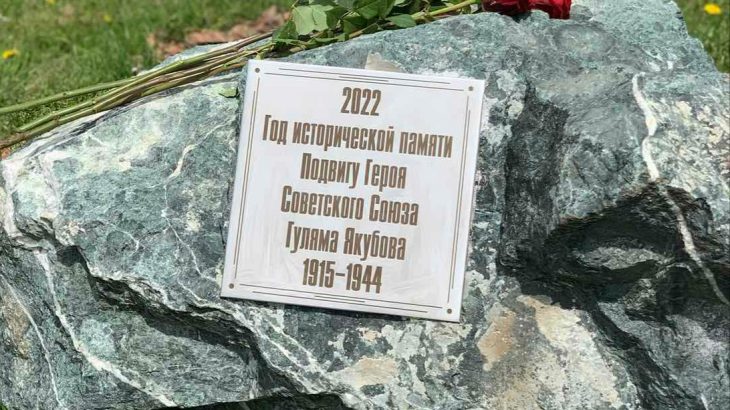 2022
Год исторической памяти
Подвигу Героя
Советского Союза
Гуляма Якубова
1915-1944